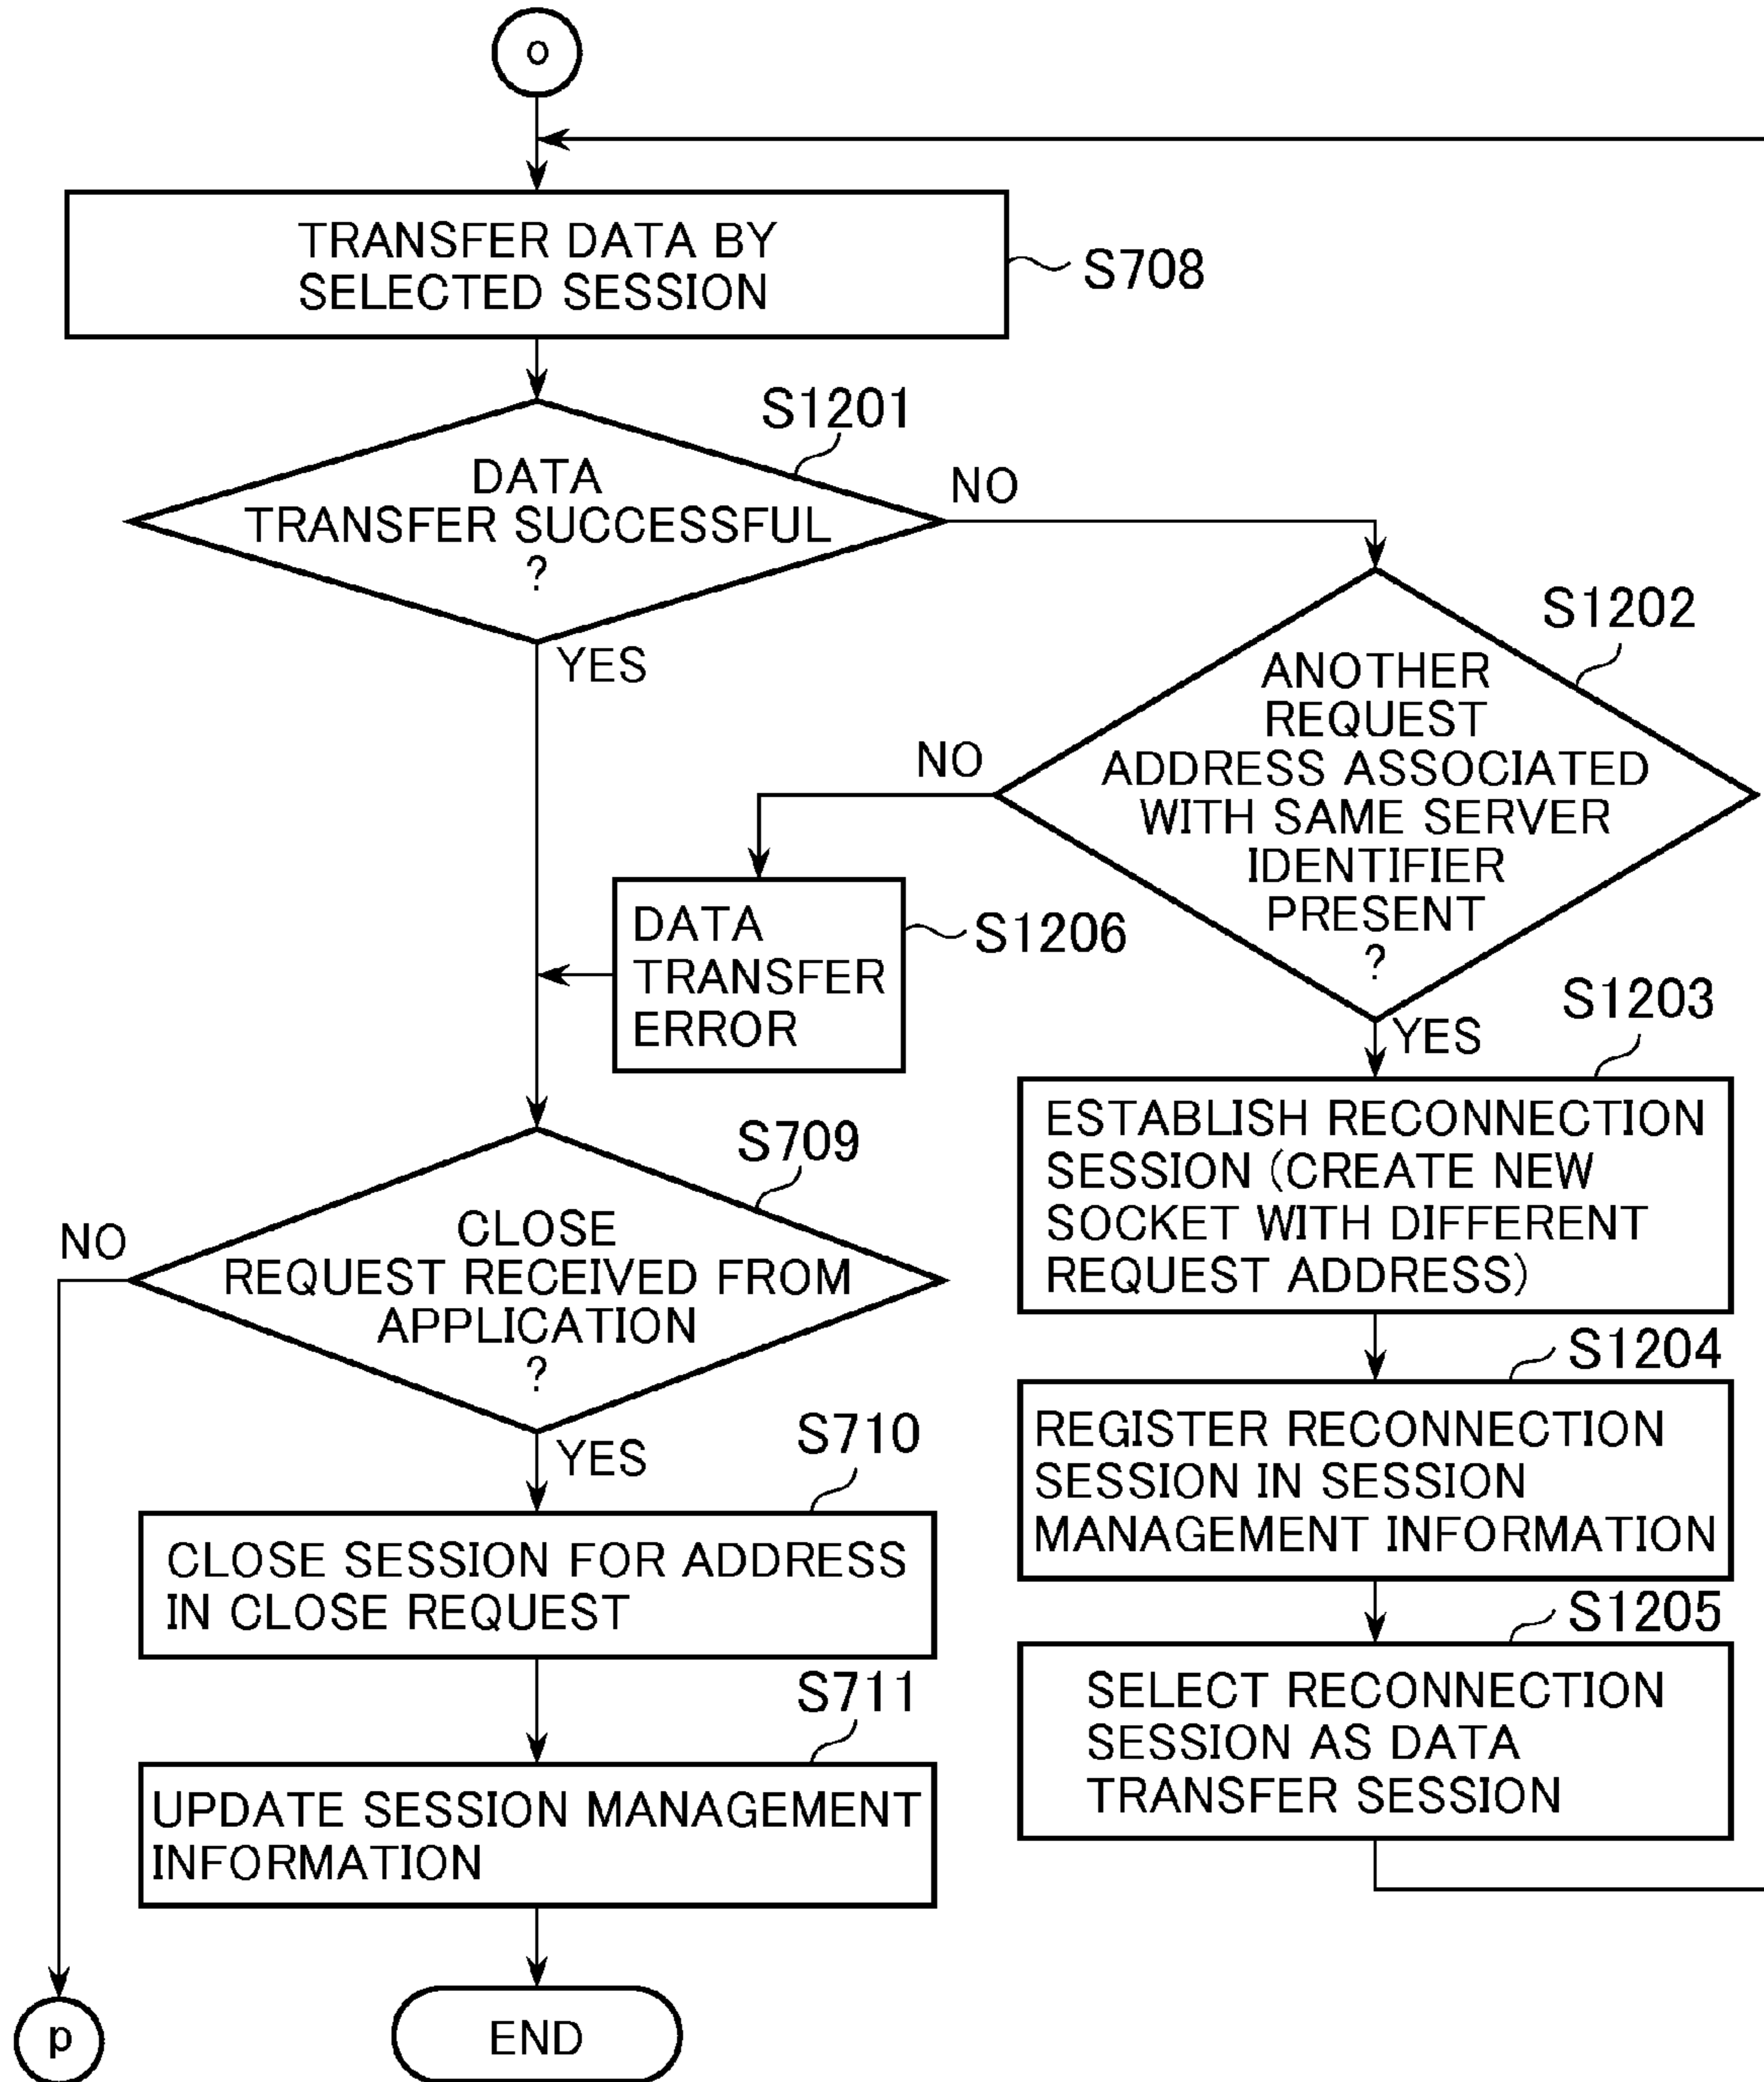 o
TRANSFER DATA BY
SELECTED SESSION
S708
S1201
DATA
TRANSFER SUCCESSFUL
?
NO
YES
S1202
ANOTHER
REQUEST
ADDRESS ASSOCIATED
WITH SAME SERVER
IDENTIFIER
PRESENT
?
NO
YES
DATA
TRANSFER
ERROR
S1206
S1203
ESTABLISH RECONNECTION
SESSION (CREATE NEW
SOCKET WITH DIFFERENT
REQUEST ADDRESS)
S709
CLOSE
REQUEST RECEIVED FROM
APPLICATION
?
NO
YES
S1204
REGISTER RECONNECTION
SESSION IN SESSION
MANAGEMENT INFORMATION
S710
CLOSE SESSION FOR ADDRESS
IN CLOSE REQUEST
S1205
SELECT RECONNECTION
SESSION AS DATA
TRANSFER SESSION
S711
UPDATE SESSION MANAGEMENT
INFORMATION
p
END